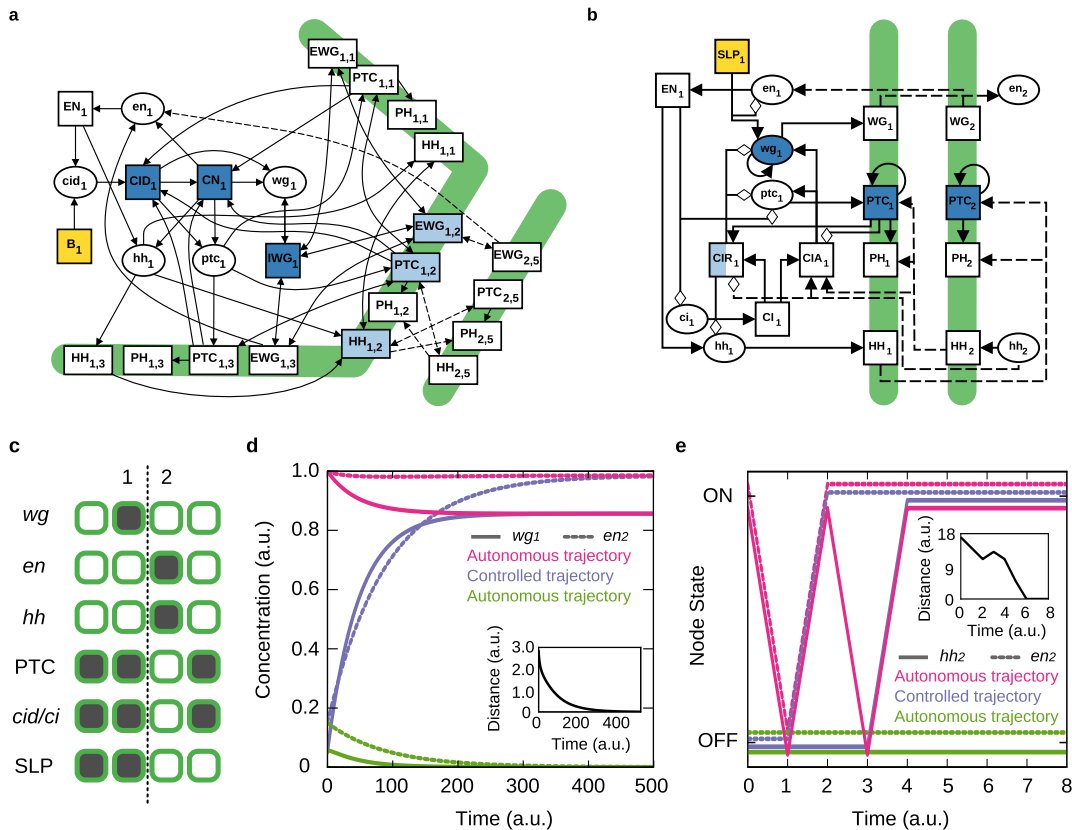 a
EWG1,1
PTC1,1
PH1,1
HH1,1
EN1
en1
cid1
CID1
CN1
wg1
B1
hh1
ptc1
IWG1
EWG1,2
PTC1,2
PH1,2
HH1,2
EWG2,5
PTC2,5
PH2,5
HH2,5
HH1,3
PH1,3
PTC1,3
EWG1,3
b
SLP1
EN1
en1
en2
WG1
WG2
wg1
ptc1
PTC1
PTC2
CIR1
CIA1
PH1
PH2
ci1
CI1
hh1
HH1
HH2
hh2
c
1 2
wg
en
hh
PTC
cid/ci
SLP
d
1.0
0.8
0.6
0.4
0.2
0
Concentration (a.u.)
wg1 en2
Autonomous trajectory
Controlled trajectory
Autonomous trajectory
3.0
2.0
1.0
0.0
Distance (a.u.)
0 200 400
Time (a.u.)
0 100 200 300 400 500
Time (a.u.)
e
ON
OFF
Node State
18
9
0
Distance (a.u.)
0 2 4 6 8
Time (a.u.)
hh2 en2
Autonomous trajectory
Controlled trajectory
Autonomous trajectory
0 1 2 3 4 5 6 7 8
Time (a.u.)